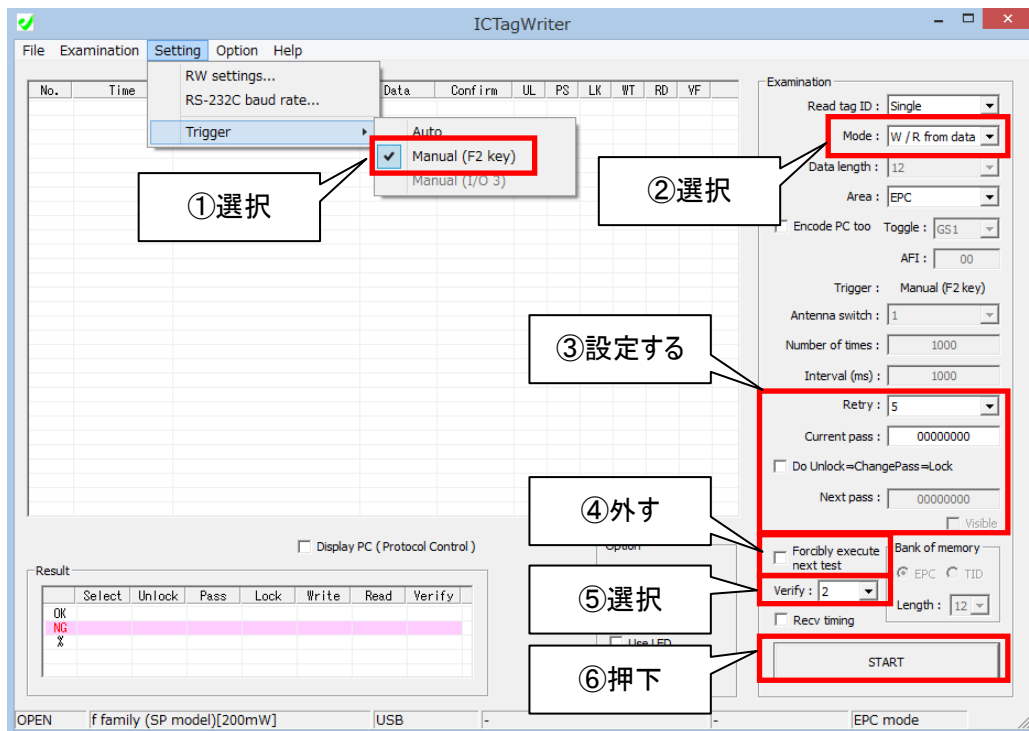 ICTagWriter
File Examination Setting Option Help
RW settings...
RS-232C baud rate...
Trigger
Auto
Manual (F2 key)
Manual (I/O 3)
No. Time Data Confirm UL PS LK WT RD VF
①選択
②選択
③設定する
④外す
⑤選択
⑥押下
Examination
Read tag ID : Single
Mode : W / R from data
Data length : 12
Area : EPC
Encode PC too Toggle : GS1
AFI : 00
Trigger : Manual (F2 key)
Antenna switch : 1
Number of times : 1000
Interval (ms) : 1000
Retry : 5
Current pass : 00000000
Do Unlock⇒ChangePass⇒Lock
Next pass : 00000000
Visible
Forcibly execute
next test
Bank of memory
EPC TID
Verify : 2
Length : 12
Recv timing
START
Display PC ( Protocol Control )
Option
Use LED
Result
Select Unlock Pass Lock Write Read Verify
OK
NG
%
OPEN f family (SP model)[200mW] USB - - EPC mode